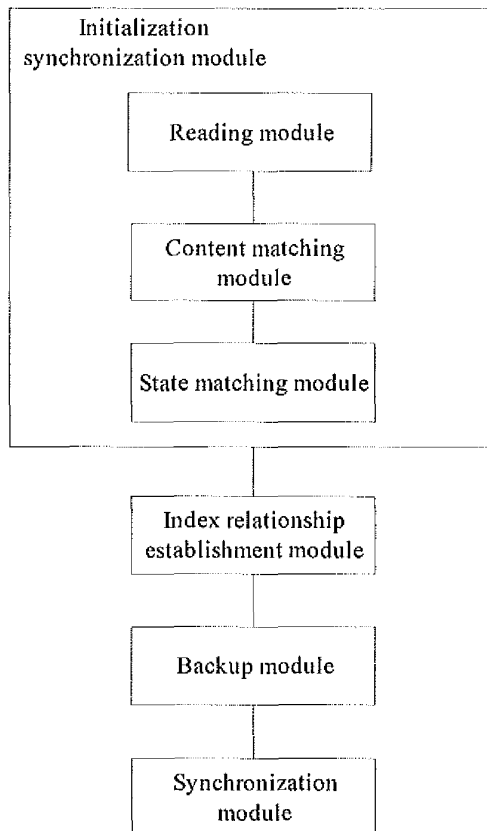 Initialization
synchronization module
Reading module
Content matching
module
State matching module
Index relationship
establishment module
Backup module
Synchronization
module